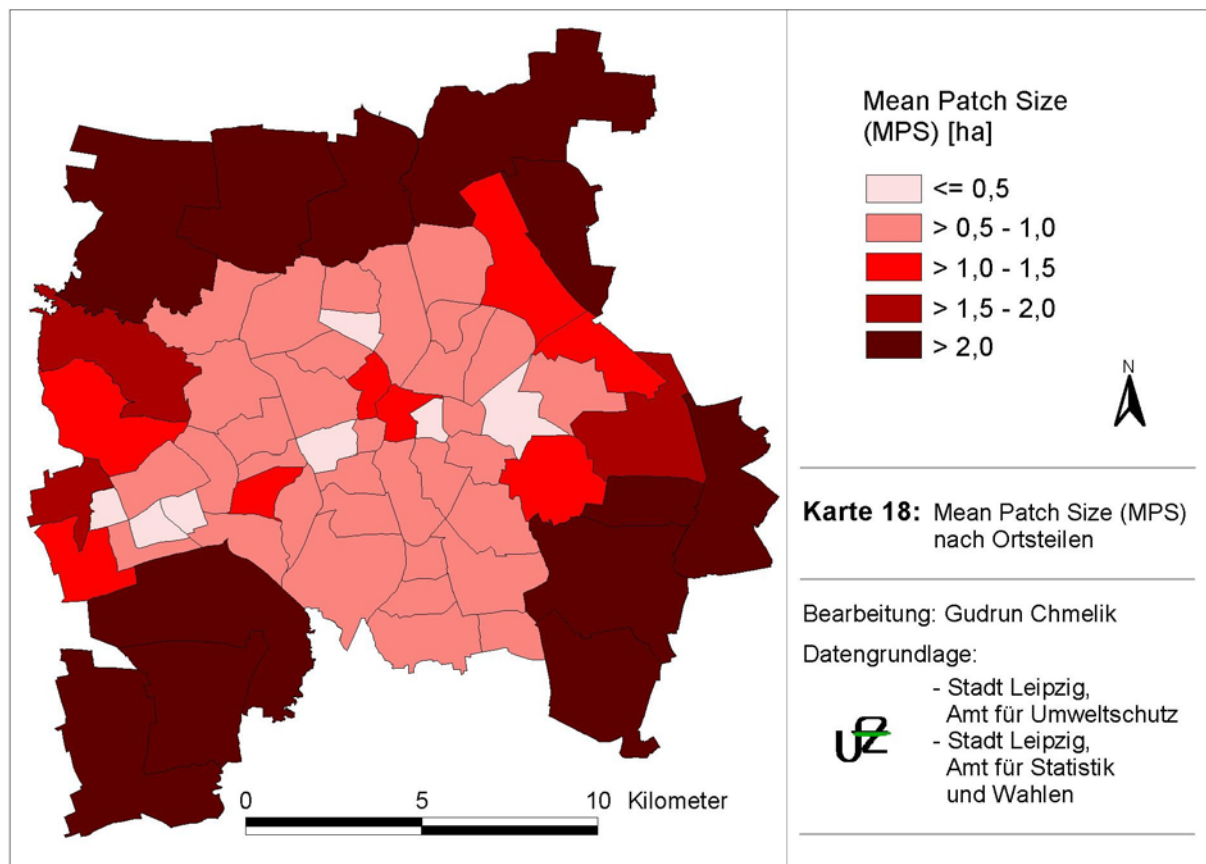 Mean Patch Size
(MPS) [ha]
<= 0,5
> 0,5 - 1,0
> 1,0 - 1,5
> 1,5 - 2,0
> 2,0
N
Karte 18: Mean Patch Size (MPS)
nach Ortsteilen
Bearbeitung: Gudrun Chmelik
Datengrundlage:
- Stadt Leipzig,
Amt für Umweltschutz
- Stadt Leipzig,
Amt für Statistik
und Wahlen
UFZ
0 5 10 Kilometer